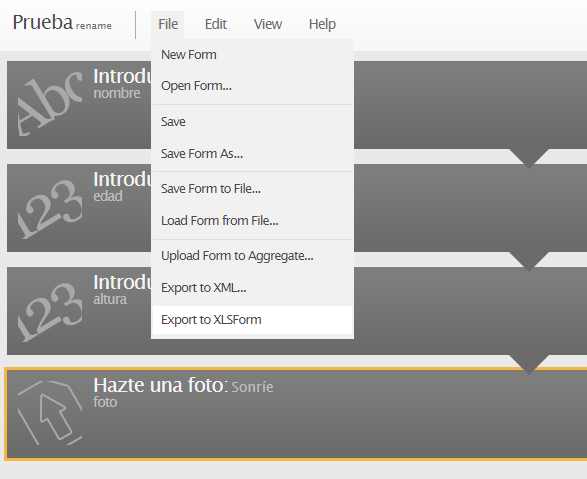 Prueba rename
File Edit View Help
New Form
Open Form...
Save
Save Form As...
Save Form to File...
Load Form from File...
Upload Form to Aggregate...
Export to XML...
Export to XLSForm
Abc
Introdu
nombre
123
Introdu
edad
123
Introdu
altura
Hazte una foto: Sonríe
foto